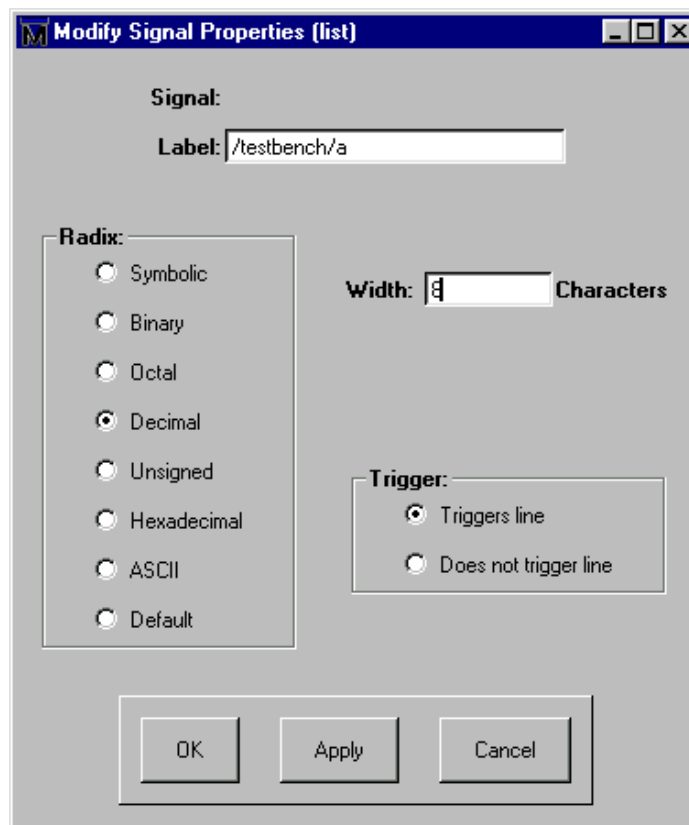 Modify Signal Properties (list)
Signal:
Label: /testbench/a
Radix:
Symbolic
Width: 8 Characters
Binary
Octal
Decimal
Unsigned
Trigger:
Hexadecimal
Triggers line
ASCII
Does not trigger line
Default
OK Apply Cancel